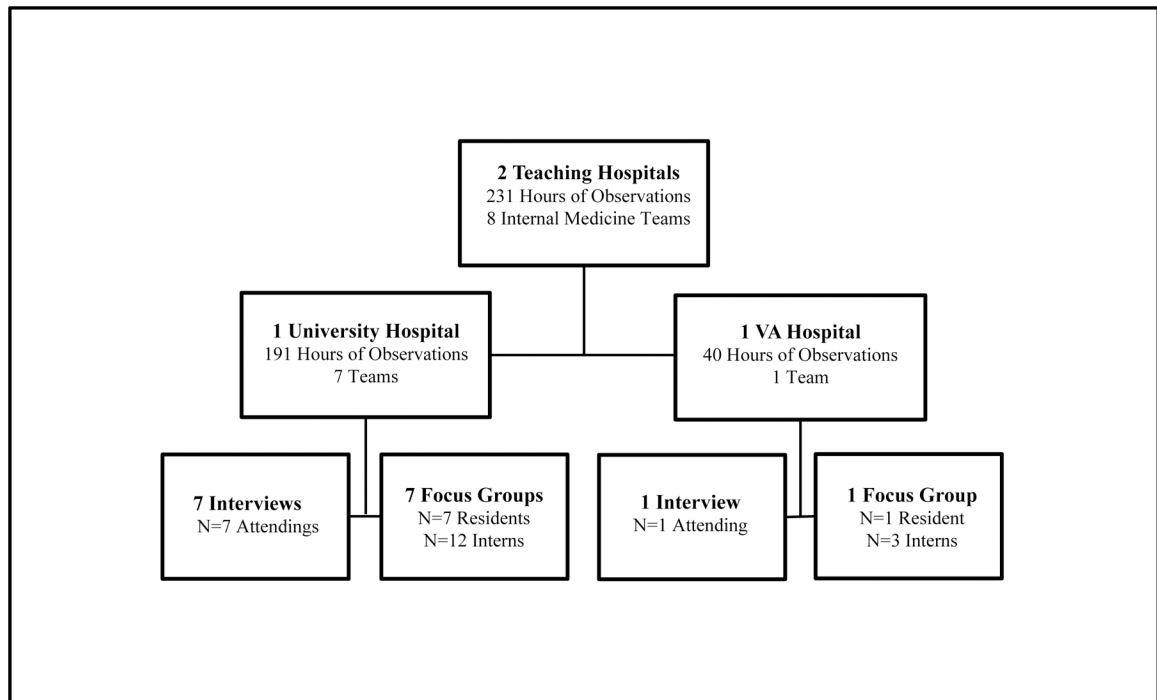 2 Teaching Hospitals
231 Hours of Observations
8 Internal Medicine Teams
1 University Hospital
191 Hours of Observations
7 Teams
1 VA Hospital
40 Hours of Observations
1 Team
7 Interviews
N=7 Attendings
7 Focus Groups
N=7 Residents
N=12 Interns
1 Interview
N=1 Attending
1 Focus Group
N=1 Resident
N=3 Interns